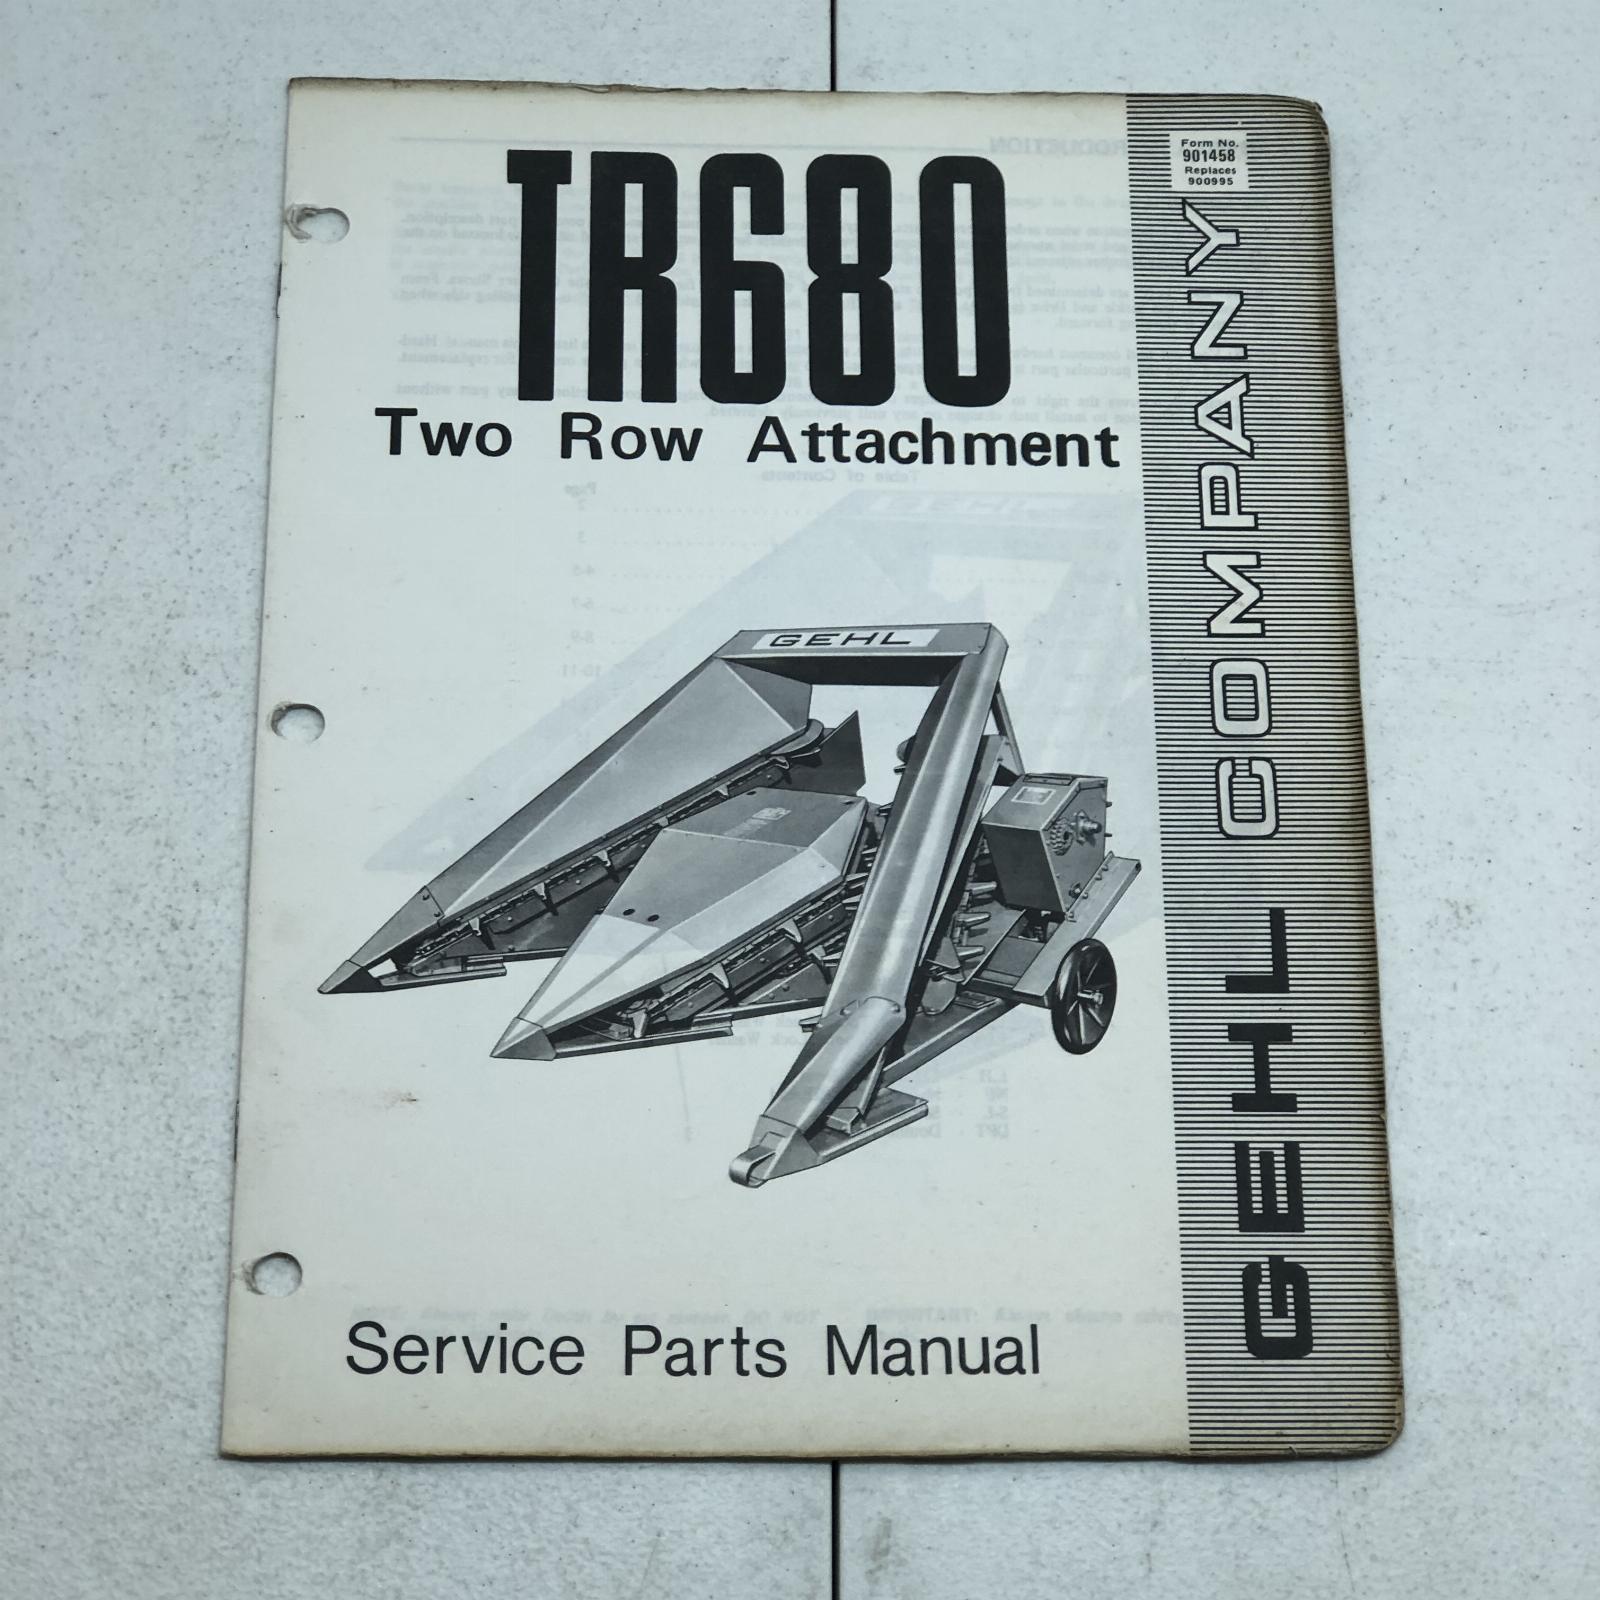 Form No.
901458
Replaces
900995
TR680
Two Row Attachment
GEHL
GEHL COMPANY
Service Parts Manual